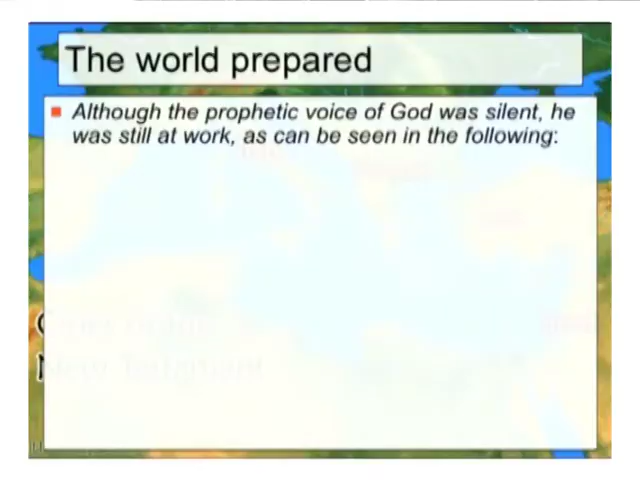 The world prepared
Although the prophetic voice of God was silent, he
was still at work, as can be seen in the following: